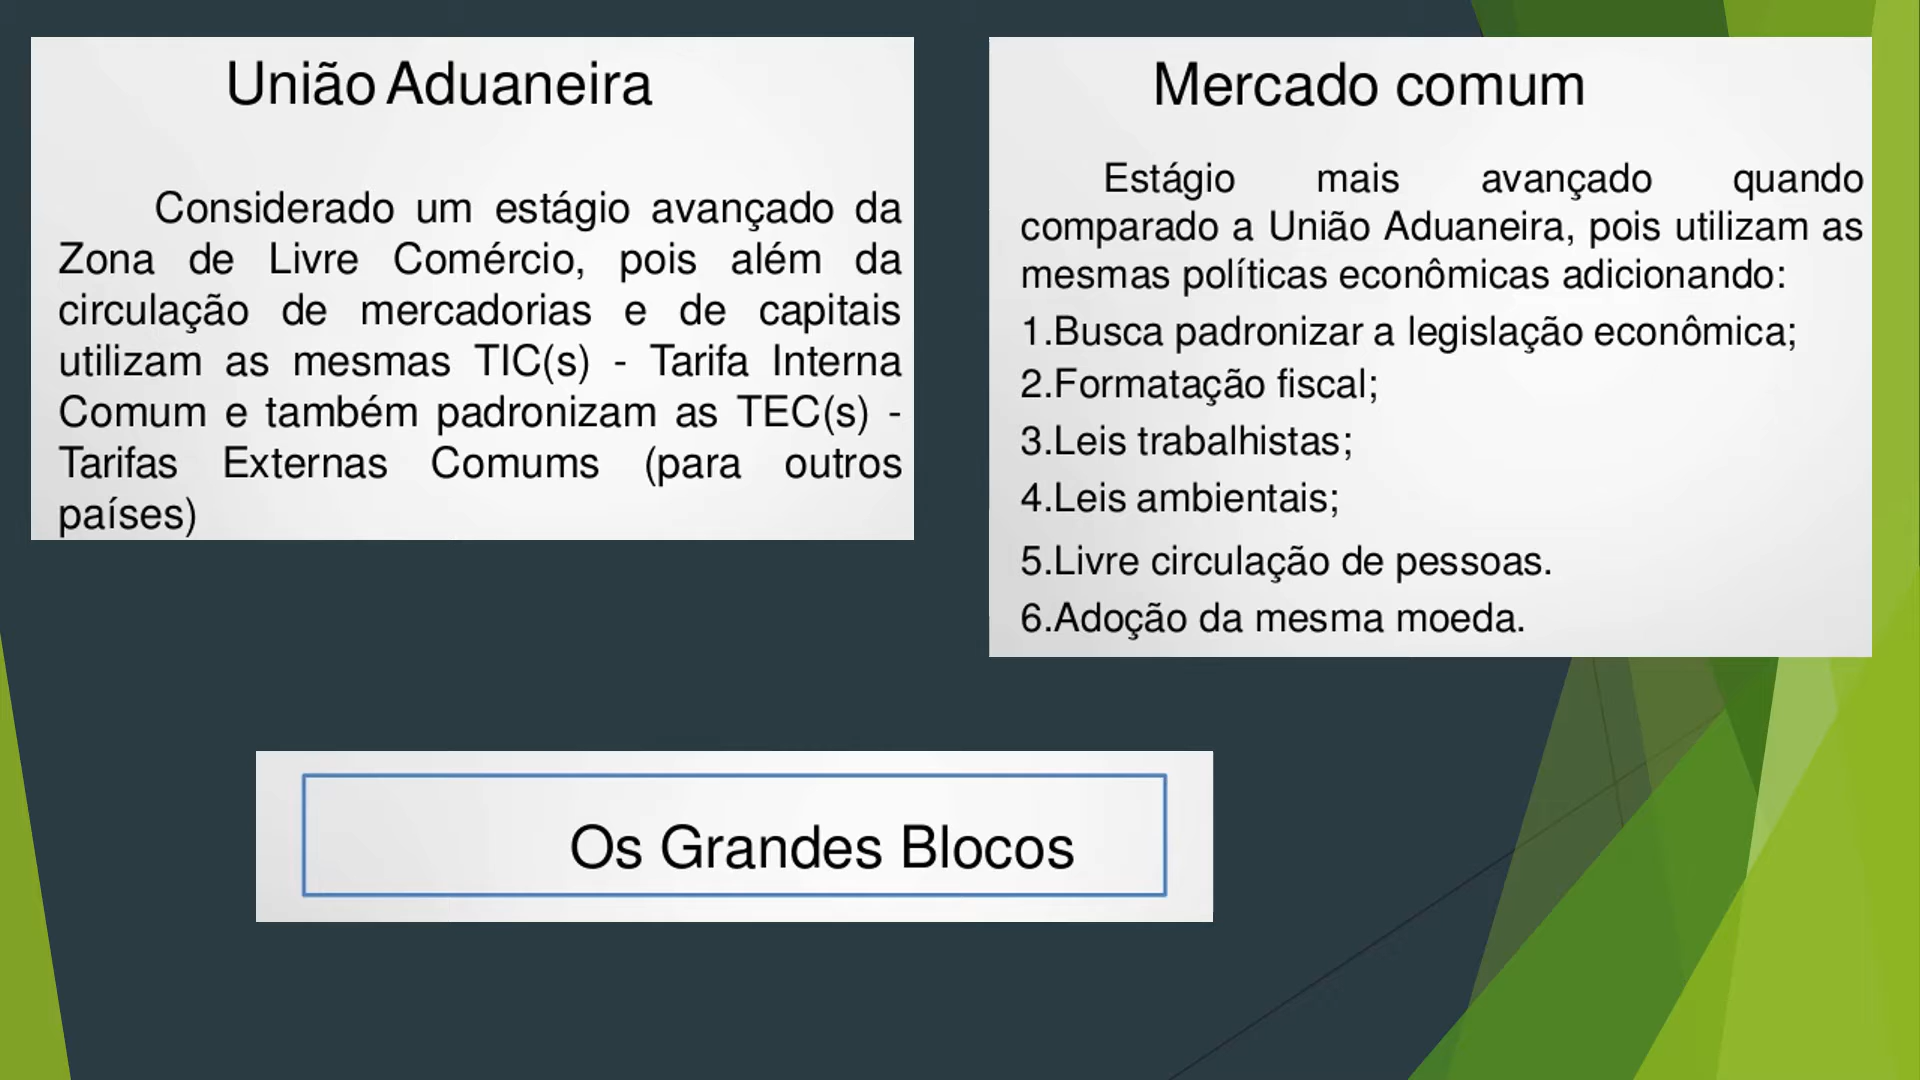 União Aduaneira
Considerado um estágio avançado da
Zona de Livre Comércio, pois além da
circulação de mercadorias e de capitais
utilizam as mesmas TIC(s) - Tarifa Interna
Comum e também padronizam as TEC(s) -
Tarifas Externas Comums (para outros
países)
Mercado comum
Estágio mais avançado quando
comparado a União Aduaneira, pois utilizam as
mesmas políticas econômicas adicionando:
1.Busca padronizar a legislação econômica;
2.Formatação fiscal;
3.Leis trabalhistas;
4.Leis ambientais;
5.Livre circulação de pessoas.
6.Adoção da mesma moeda.
Os Grandes Blocos